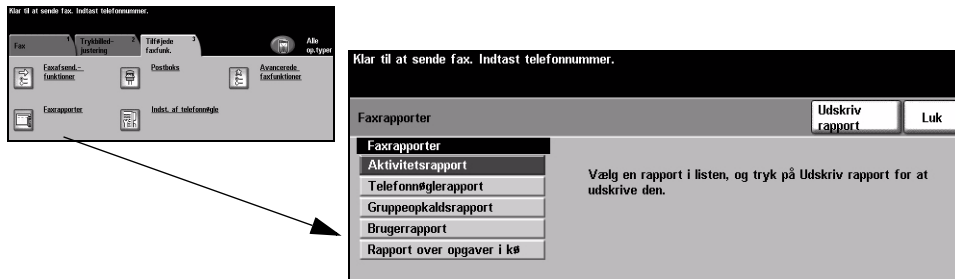 Klar til at sende fax. Indtast telefonnummer.
Fax
1
Trykbilled-
justering
2
Tilføjede
faxfunk.
3
Alle
op.typer
Faxafsend.-
funktioner
Postboks
Avancerede
faxfunktioner
Faxrapporter
Indst. af telefonnøgle
Klar til at sende fax. Indtast telefonnummer.
Faxrapporter
Udskriv
rapport
Luk
Faxrapporter
Aktivitetsrapport
Telefonnøglerapport
Gruppeopkaldsrapport
Brugerrapport
Rapport over opgaver i kø
Vælg en rapport i listen, og tryk på Udskriv rapport for at
udskrive den.